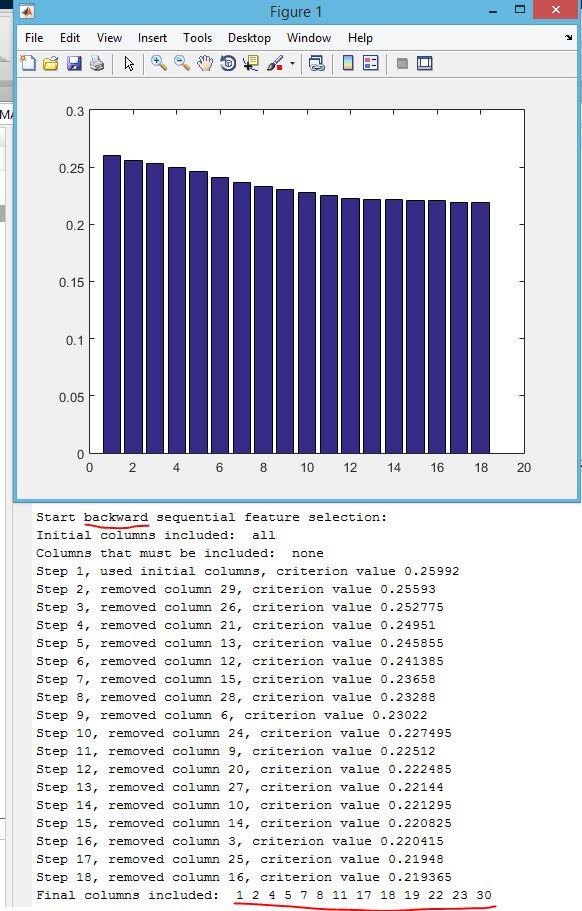 Figure 1
File Edit View Insert Tools Desktop Window Help
0.3
0.25
0.2
0.15
0.1
0.05
0
0 2 4 6 8 10 12 14 16 18 20
Start backward sequential feature selection:
Initial columns included:  all
Columns that must be included:  none
Step 1, used initial columns, criterion value 0.25992
Step 2, removed column 29, criterion value 0.25593
Step 3, removed column 26, criterion value 0.252775
Step 4, removed column 21, criterion value 0.24951
Step 5, removed column 13, criterion value 0.245855
Step 6, removed column 12, criterion value 0.241385
Step 7, removed column 15, criterion value 0.23658
Step 8, removed column 28, criterion value 0.23288
Step 9, removed column 6, criterion value 0.23022
Step 10, removed column 24, criterion value 0.227495
Step 11, removed column 9, criterion value 0.22512
Step 12, removed column 20, criterion value 0.222485
Step 13, removed column 27, criterion value 0.22144
Step 14, removed column 10, criterion value 0.221295
Step 15, removed column 14, criterion value 0.220825
Step 16, removed column 3, criterion value 0.220415
Step 17, removed column 25, criterion value 0.21948
Step 18, removed column 16, criterion value 0.219365
Final columns included:  1 2 4 5 7 8 11 17 18 19 22 23 30